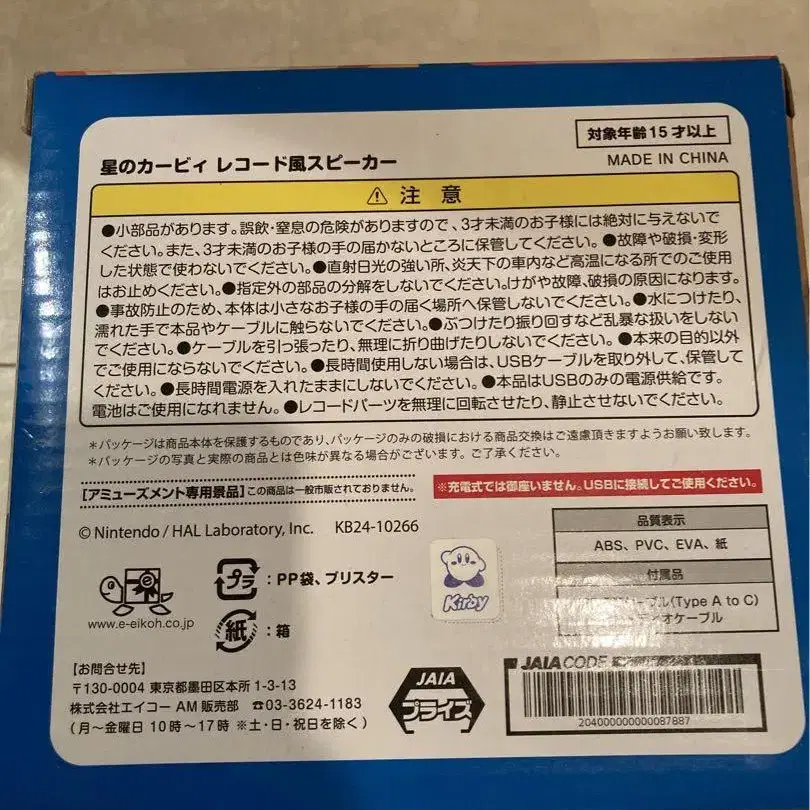 対象年齢15才以上
星のカービィ レコード風スピーカー
MADE IN CHINA
注意
●小部品があります。誤飲・窒息の危険がありますので、3才未満のお子様には絶対に与えないで
ください。また、3才未満のお子様の手の届かないところに保管してください。●故障や破損・変形
した状態で使わないでください。●直射日光の強い所、炎天下の車内など高温になる所でのご使用
はお止めください。●指定外の部品の分解をしないでください。けがや故障、破損の原因になります。
●事故防止のため、本体は小さなお子様の手の届く場所へ保管しないでください。●水につけたり、
濡れた手で本品やケーブルに触らないでください。●ぶつけたり振り回すなど乱暴な扱いをしない
でください。●ケーブルを引っ張ったり、無理に折り曲げたりしないでください。●本来の目的以外
でご使用にならないでください。●長時間使用しない場合は、USBケーブルを取り外して、保管して
ください。●長時間電源を入れたままにしないでください。●本品はUSBのみの電源供給です。
電池はご使用になれません。●レコードパーツを無理に回転させたり、静止させないでください。
*パッケージは商品本体を保護するものであり、パッケージのみの破損における商品交換はご遠慮頂きますようお願い致します。
*パッケージの写真と実際の商品とは色味が異なる場合がございます。ご了承ください。
【アミューズメント専用景品】この商品は一般市販されておりません。
※充電式では御座いません。USBに接続してご使用ください。
© Nintendo / HAL Laboratory, Inc. KB24-10266
品質表示
ABS、PVC、EVA、紙
付属品
ーブル(Type A to C)
ディオケーブル
Kirby
www.e-eikoh.co.jp
プラ:PP袋、ブリスター
紙:箱
【お問合せ先】
〒130-0004 東京都墨田区本所1-3-13
株式会社エイコー AM販売部 ☎03-3624-1183
(月～金曜日10時～17時 ※土・日・祝日を除く)
JAIA
プライズ
JAIA CODE
204000000000087887